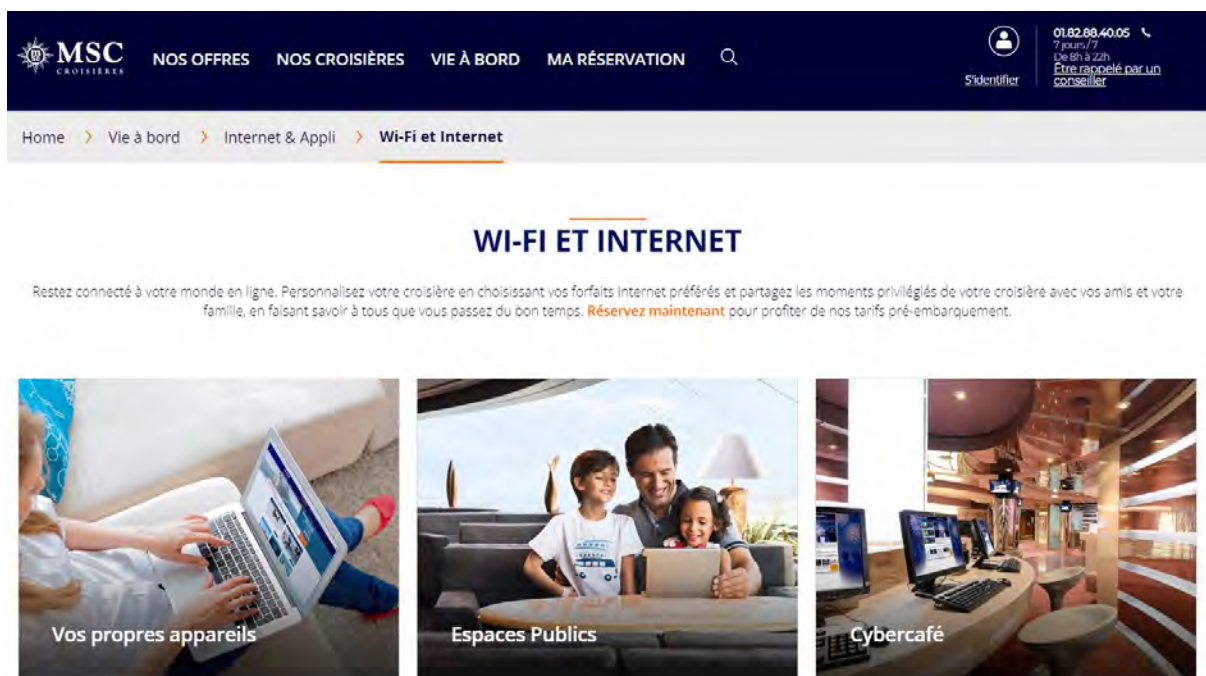 MSC
CROISIÈRES
NOS OFFRES
NOS CROISIÈRES
VIE À BORD
MA RÉSERVATION
S'identifier
01.82.88.40.05
7 jours/7
De 8h à 22h
Être rappelé par un
conseiller
Home > Vie à bord > Internet & Appli > Wi-Fi et Internet
WI-FI ET INTERNET
Restez connecté à votre monde en ligne. Personnalisez votre croisière en choisissant vos forfaits Internet préférés et partagez les moments privilégiés de votre croisière avec vos amis et votre
famille, en faisant savoir à tous que vous passez du bon temps. Réservez maintenant pour profiter de nos tarifs pré-embarquement.
Vos propres appareils
Espaces Publics
Cybercafé